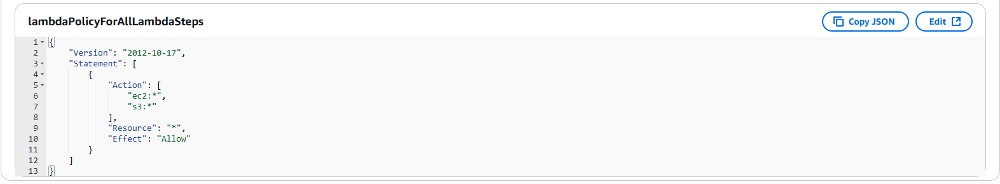 lambdaPolicyForAllLambdaSteps
Copy JSON
Edit
1 {
2     "Version": "2012-10-17",
3     "Statement": [
4         {
5             "Action": [
6                 "ec2:*",
7                 "s3:*"
8             ],
9             "Resource": "*",
10             "Effect": "Allow"
11         }
12     ]
13 }